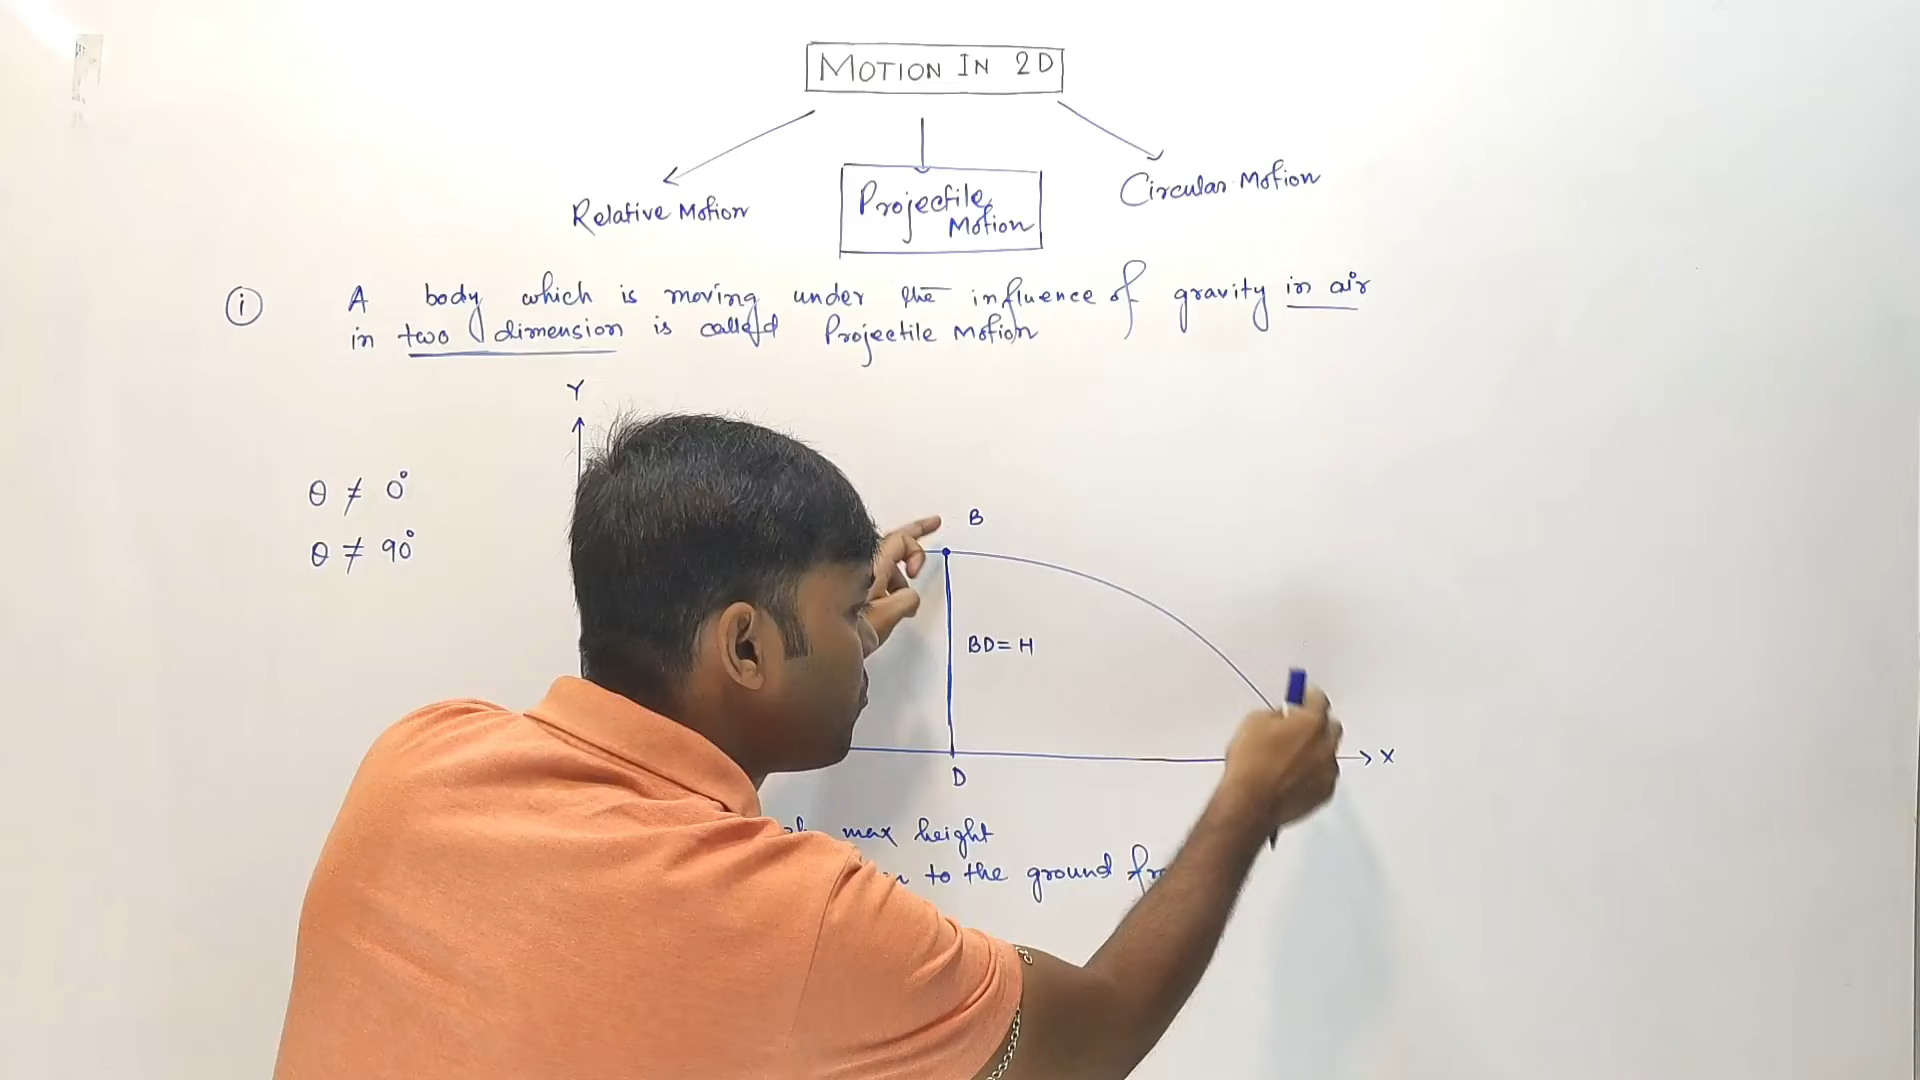 MOTION IN 2D
Relative Motion
Projectile
Motion
Circular Motion
i A body which is moving under the influence of gravity in air
in two dimension is called Projectile Motion
Y
θ ≠ 0°
θ ≠ 90°
B
BD = H
X
D
max height
to the ground